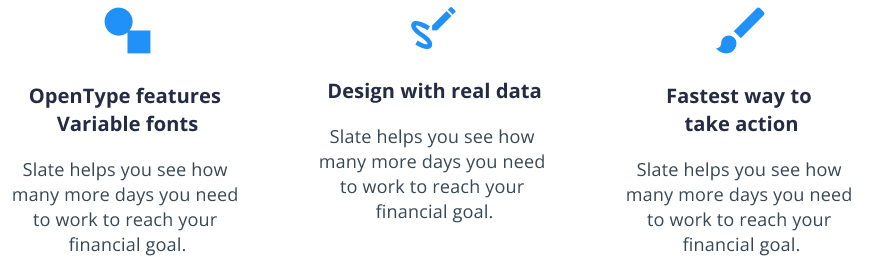 OpenType features
Variable fonts
Slate helps you see how
many more days you need
to work to reach your
financial goal.
Design with real data
Slate helps you see how
many more days you need
to work to reach your
financial goal.
Fastest way to
take action
Slate helps you see how
many more days you need
to work to reach your
financial goal.